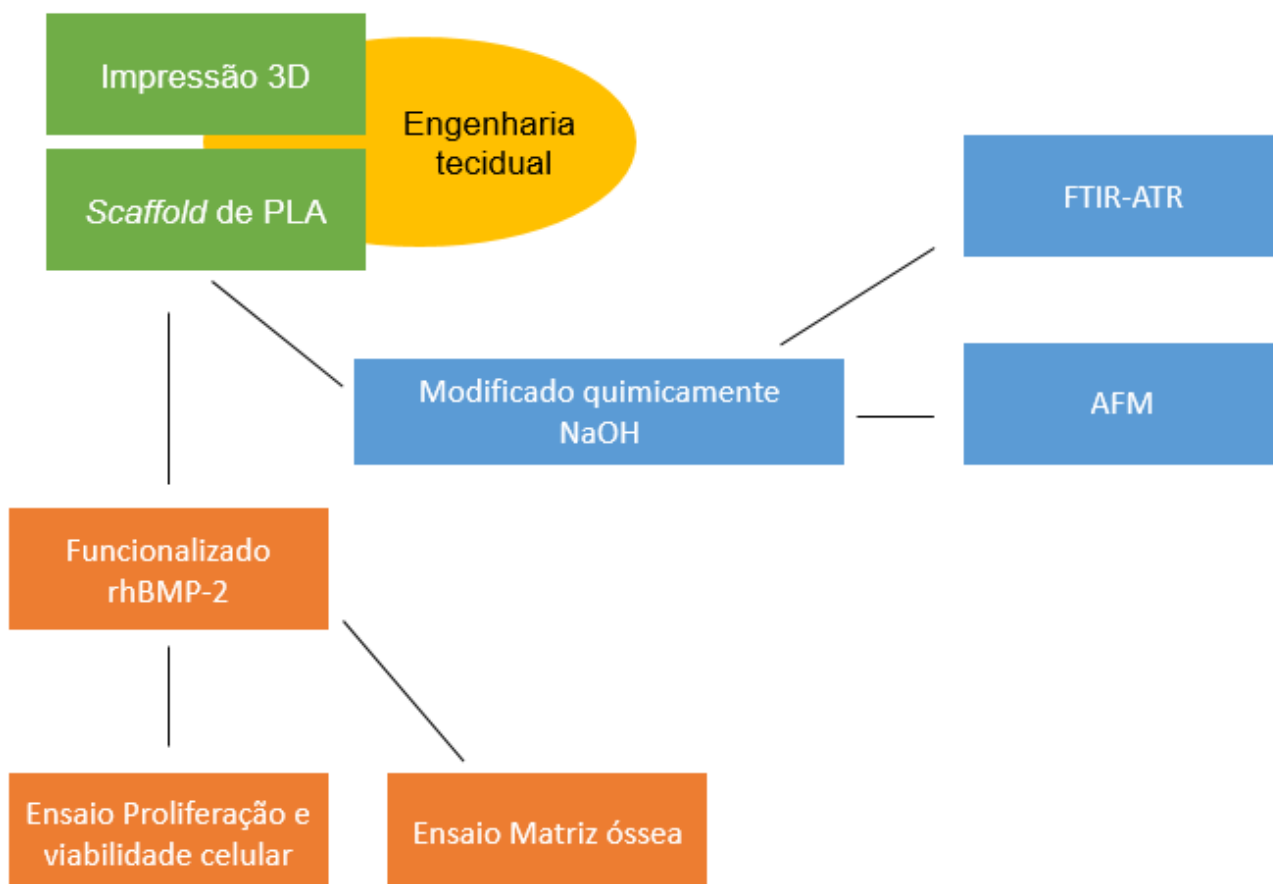 Impressão 3D
Engenharia
tecidual
Scaffold de PLA
FTIR-ATR
Modificado quimicamente
NaOH
AFM
Funcionalizado
rhBMP-2
Ensaio Proliferação e
viabilidade celular
Ensaio Matriz óssea